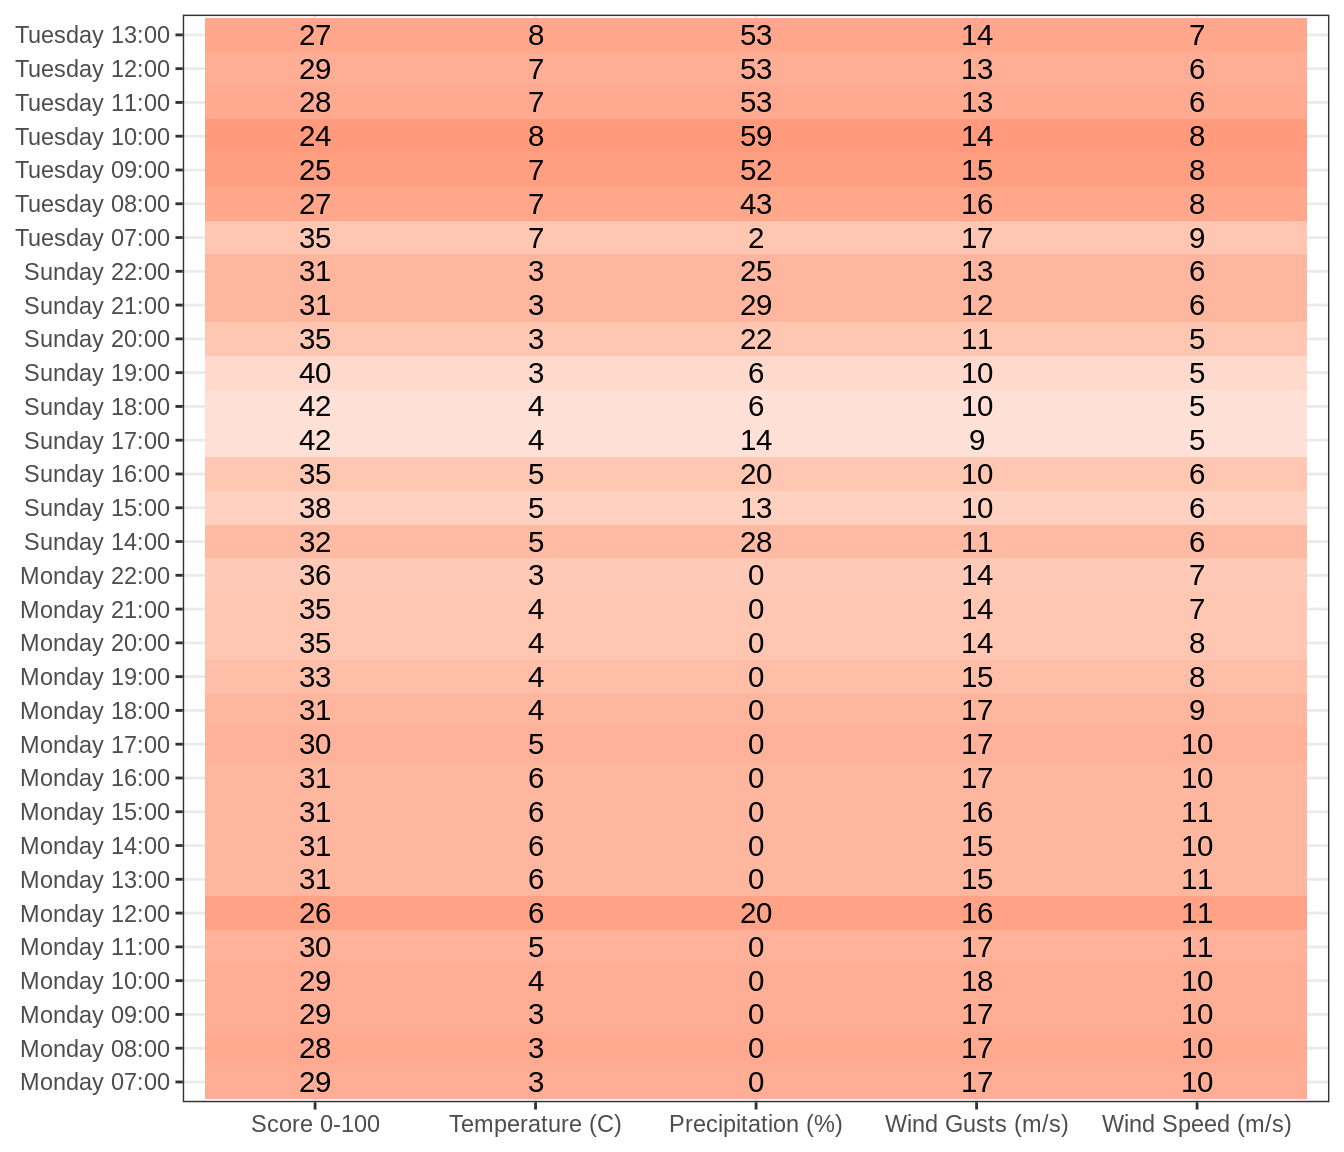 Tuesday 13:00 27 8 53 14 7
Tuesday 12:00 29 7 53 13 6
Tuesday 11:00 28 7 53 13 6
Tuesday 10:00 24 8 59 14 8
Tuesday 09:00 25 7 52 15 8
Tuesday 08:00 27 7 43 16 8
Tuesday 07:00 35 7 2 17 9
Sunday 22:00 31 3 25 13 6
Sunday 21:00 31 3 29 12 6
Sunday 20:00 35 3 22 11 5
Sunday 19:00 40 3 6 10 5
Sunday 18:00 42 4 6 10 5
Sunday 17:00 42 4 14 9 5
Sunday 16:00 35 5 20 10 6
Sunday 15:00 38 5 13 10 6
Sunday 14:00 32 5 28 11 6
Monday 22:00 36 3 0 14 7
Monday 21:00 35 4 0 14 7
Monday 20:00 35 4 0 14 8
Monday 19:00 33 4 0 15 8
Monday 18:00 31 4 0 17 9
Monday 17:00 30 5 0 17 10
Monday 16:00 31 6 0 17 10
Monday 15:00 31 6 0 16 11
Monday 14:00 31 6 0 15 10
Monday 13:00 31 6 0 15 11
Monday 12:00 26 6 20 16 11
Monday 11:00 30 5 0 17 11
Monday 10:00 29 4 0 18 10
Monday 09:00 29 3 0 17 10
Monday 08:00 28 3 0 17 10
Monday 07:00 29 3 0 17 10
Score 0-100 Temperature (C) Precipitation (%) Wind Gusts (m/s) Wind Speed (m/s)